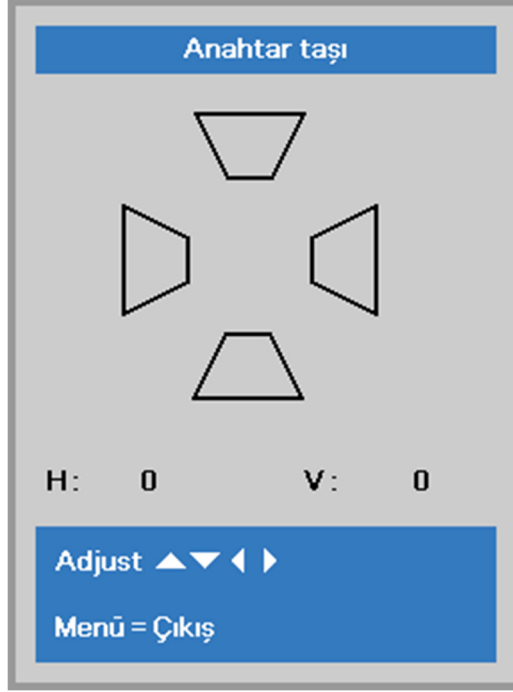 Anahtar taşı
H: 0 V: 0
Adjust
Menü = Çıkış